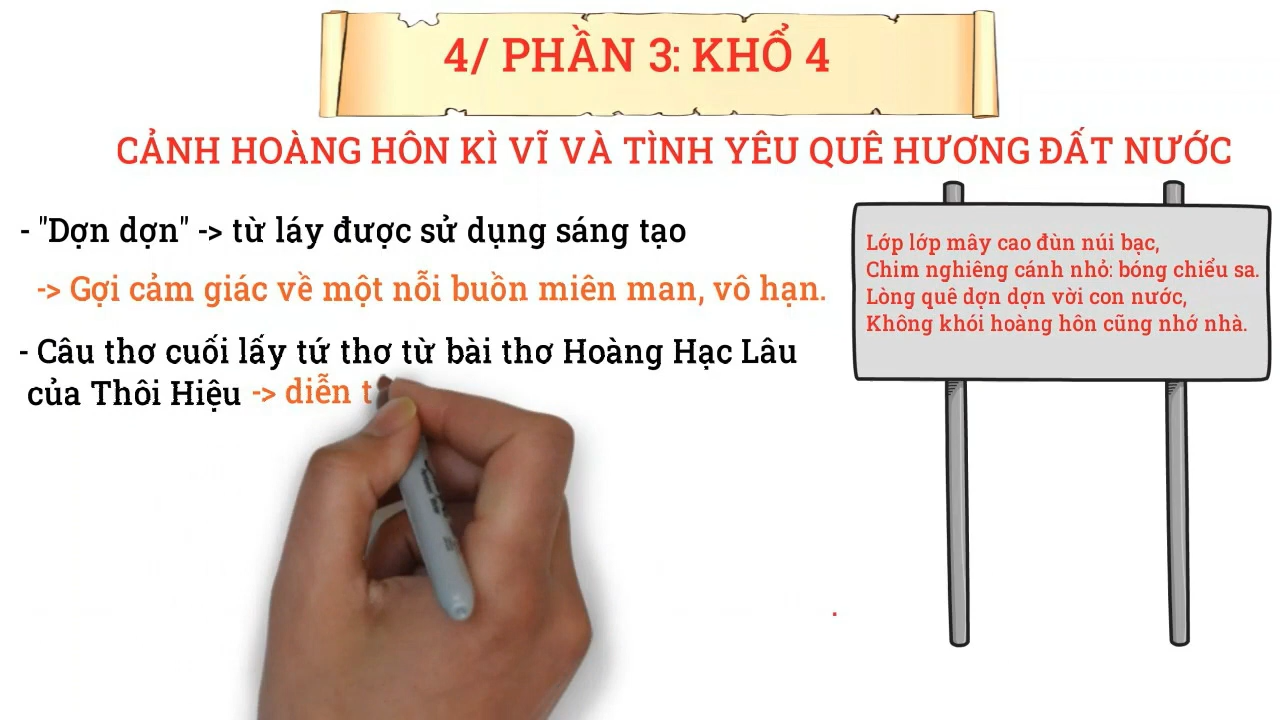 4/ PHẦN 3: KHỔ 4
CẢNH HOÀNG HÔN KÌ VĨ VÀ TÌNH YÊU QUÊ HƯƠNG ĐẤT NƯỚC
- "Dợn dợn" -> từ láy được sử dụng sáng tạo
-> Gợi cảm giác về một nỗi buồn miên man, vô hạn.
- Câu thơ cuối lấy tứ thơ từ bài thơ Hoàng Hạc Lâu
của Thôi Hiệu -> diễn t
Lớp lớp mây cao đùn núi bạc,
Chim nghiêng cánh nhỏ: bóng chiều sa.
Lòng quê dợn dợn vời con nước,
Không khói hoàng hôn cũng nhớ nhà.